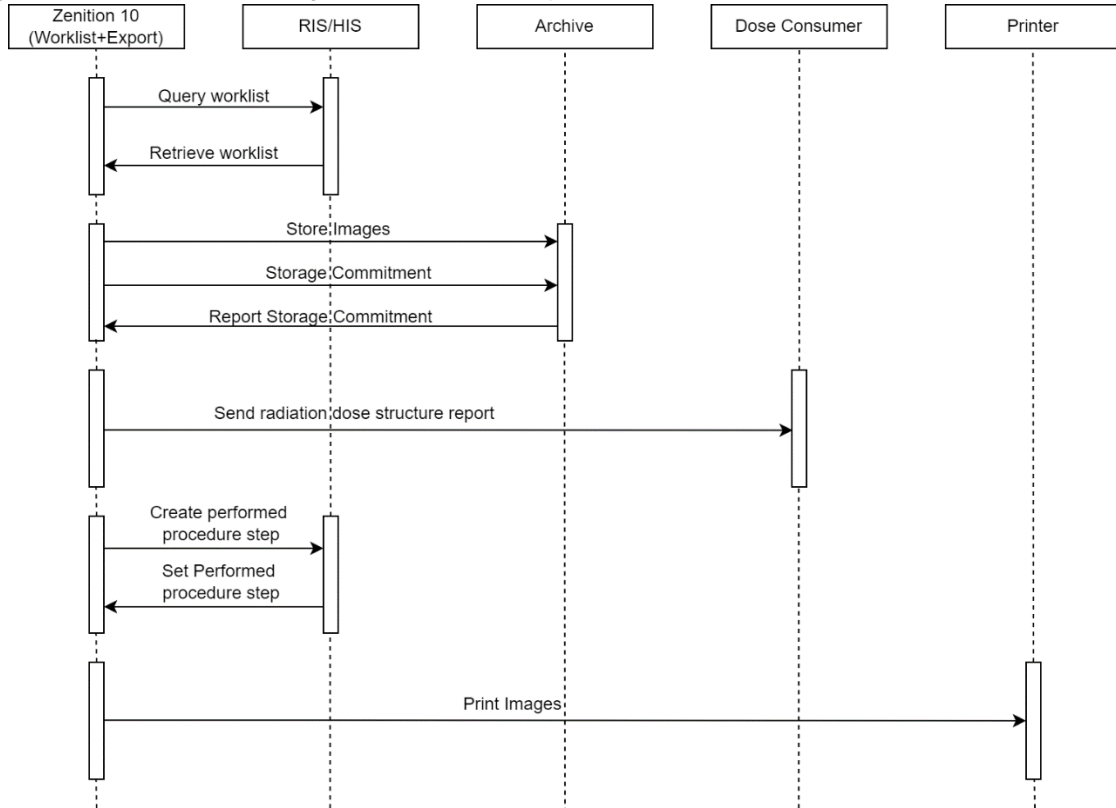 Zenition 10
(Worklist+Export)
RIS/HIS
Archive
Dose Consumer
Printer
Query worklist
Retrieve worklist
Store Images
Storage Commitment
Report Storage Commitment
Send radiation dose structure report
Create performed
procedure step
Set Performed
procedure step
Print Images